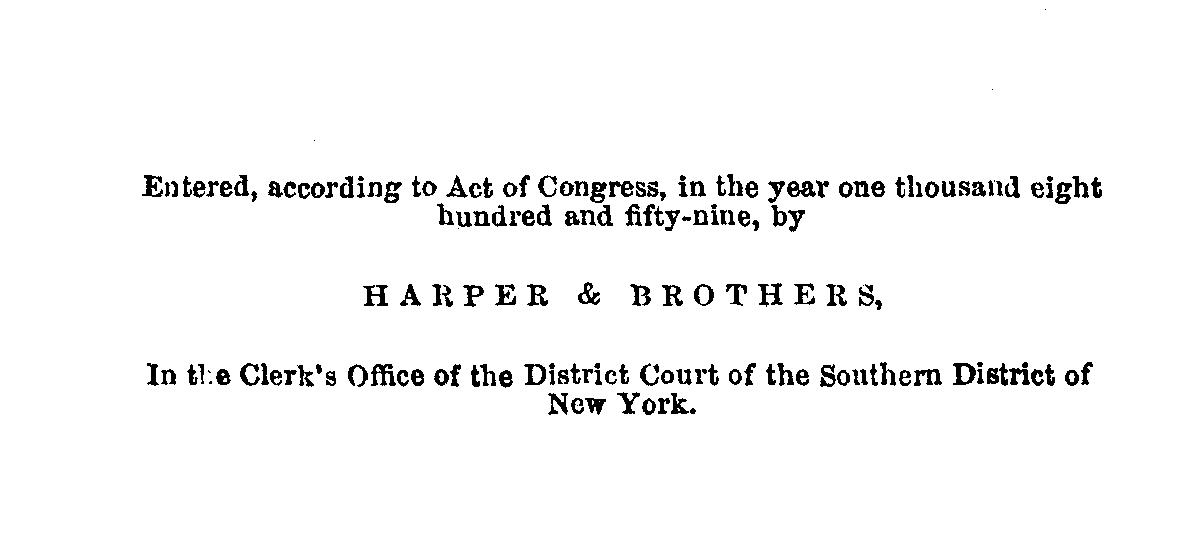 Entered, according to Act of Congress, in the year one thousand eight
hundred and fifty-nine, by
HARPER & BROTHERS,
In the Clerk's Office of the District Court of the Southern District of
New York.